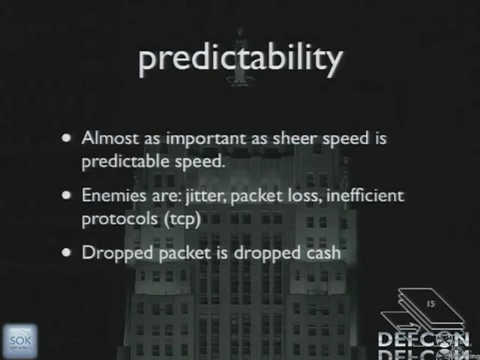 predictability
• Almost as important as sheer speed is
predictable speed.
• Enemies are: jitter, packet loss, inefficient
protocols (tcp)
• Dropped packet is dropped cash
15
SOK
DEFCON